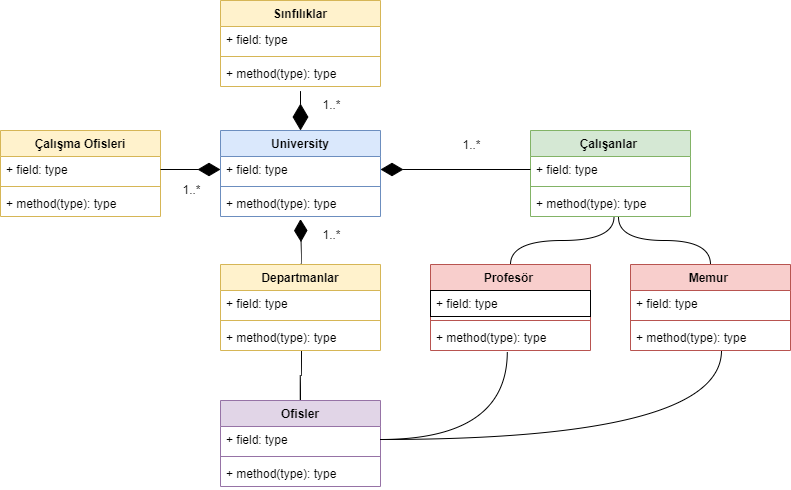 Sınfılıklar
+ field: type
+ method(type): type
1..*
Çalışma Ofisleri
+ field: type
+ method(type): type
1..*
University
+ field: type
+ method(type): type
1..*
Çalışanlar
+ field: type
+ method(type): type
1..*
Departmanlar
+ field: type
+ method(type): type
Profesör
+ field: type
+ method(type): type
Memur
+ field: type
+ method(type): type
Ofisler
+ field: type
+ method(type): type